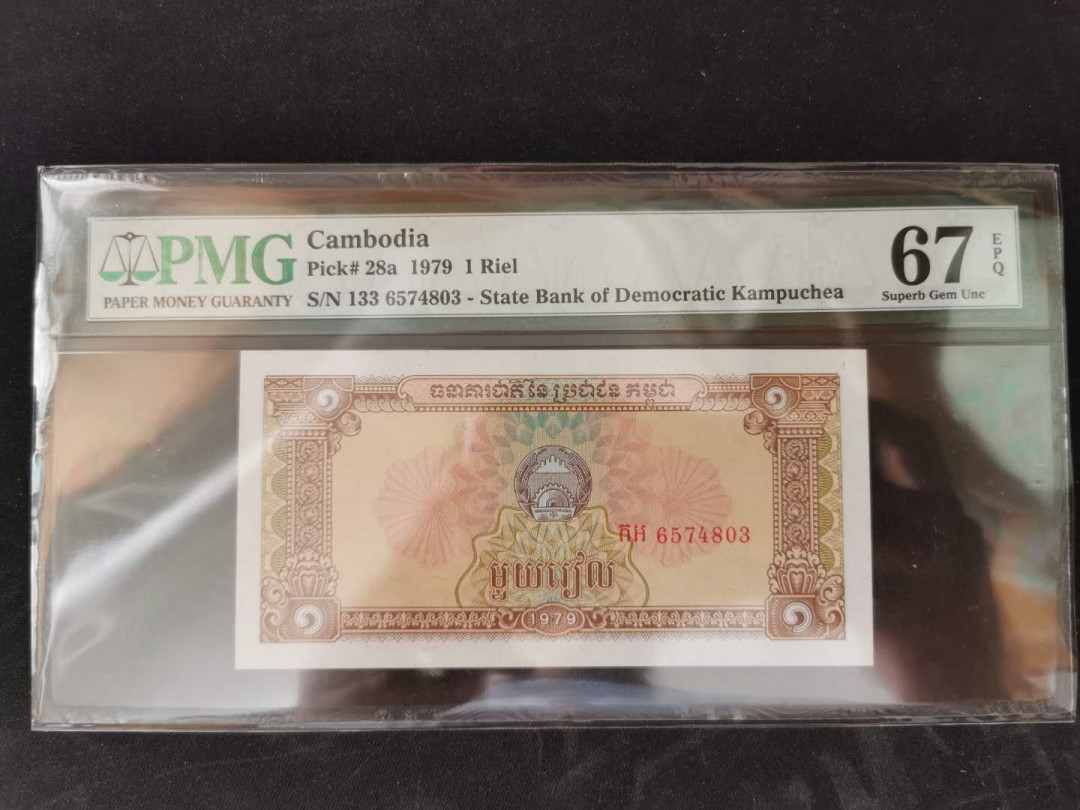 PMG
PAPER MONEY GUARANTY
Cambodia
Pick# 28a 1979 1 Riel
S/N 133 6574803 - State Bank of Democratic Kampuchea
67
EPQ
Superb Gem Unc
១ ធនាគារជាតិនៃប្រជាជនកម្ពុជា ១
កអ 6574803
មួយរៀល
១ 1979 ១